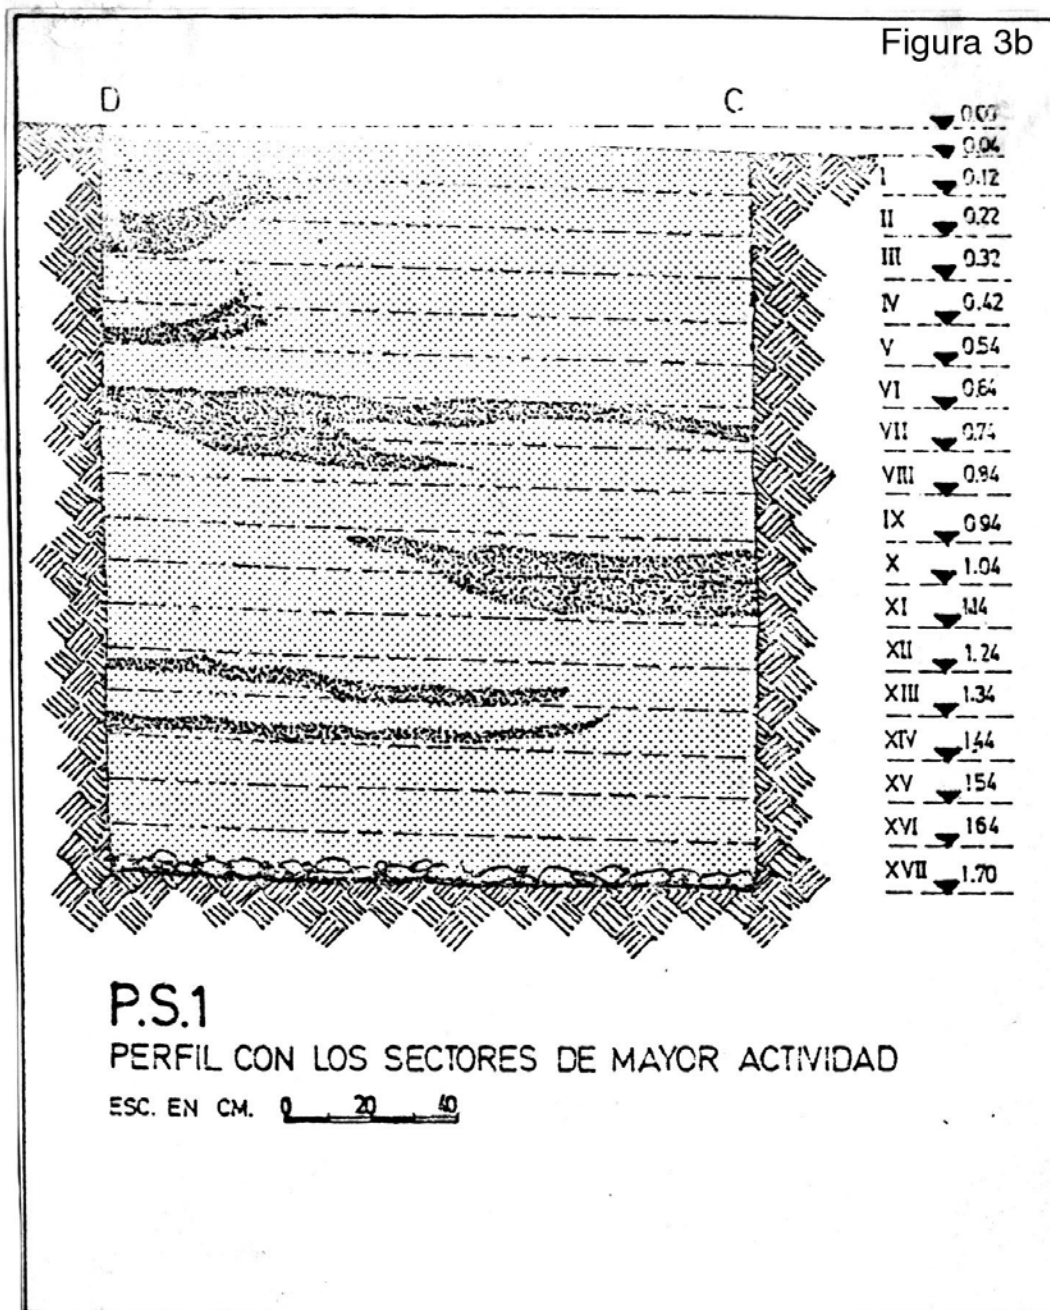 Figura 3b
D C
0.00
0.04
I 0.12
II 0.22
III 0.32
IV 0.42
V 0.54
VI 0.64
VII 0.74
VIII 0.84
IX 0.94
X 1.04
XI 1.14
XII 1.24
XIII 1.34
XIV 1.44
XV 1.54
XVI 1.64
XVII 1.70
P.S.1
PERFIL CON LOS SECTORES DE MAYOR ACTIVIDAD
ESC. EN CM. 0 20 40